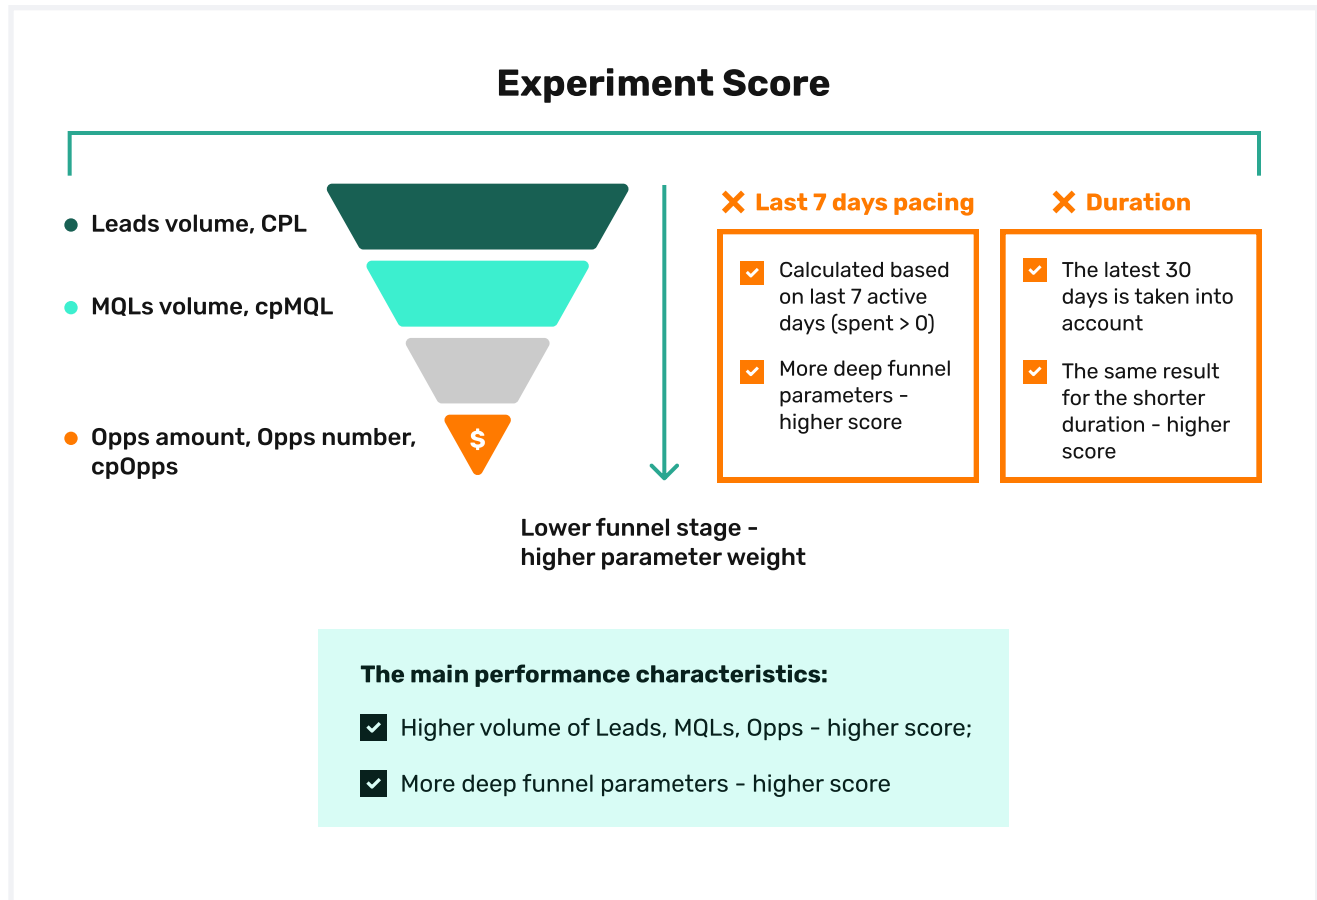 Experiment Score
Leads volume, CPL
MQLs volume, cpMQL
Opps amount, Opps number,
cpOpps
$
Lower funnel stage -
higher parameter weight
Last 7 days pacing
Calculated based
on last 7 active
days (spent > 0)
More deep funnel
parameters -
higher score
Duration
The latest 30
days is taken into
account
The same result
for the shorter
duration - higher
score
The main performance characteristics:
Higher volume of Leads, MQLs, Opps - higher score;
More deep funnel parameters - higher score